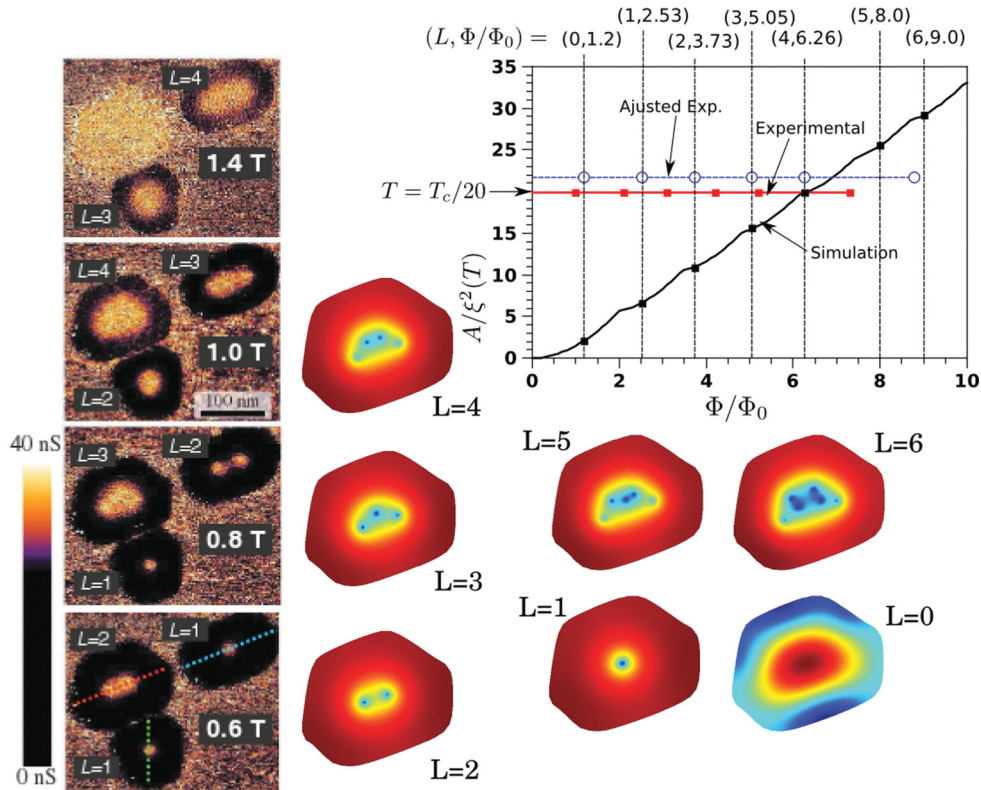 (L, Φ/Φ₀) =
(0,1.2)
(1,2.53)
(2,3.73)
(3,5.05)
(4,6.26)
(5,8.0)
(6,9.0)
L=4
1.4 T
L=3
L=4
L=3
1.0 T
L=2
100 nm
L=3
L=2
0.8 T
L=1
L=2
L=1
0.6 T
L=1
40 nS
0 nS
35
30
25
20
15
10
5
0
A/ξ²(T)
T = T_c/20
Ajusted Exp.
Experimental
Simulation
0 2 4 6 8 10
Φ/Φ₀
L=4
L=3
L=2
L=5
L=6
L=1
L=0